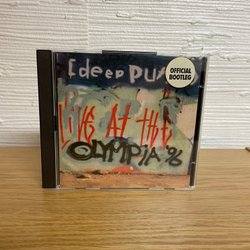 [deep Pu
OFFICIAL
BOOTLEG
LiVe At thE
OLYMPiA '96